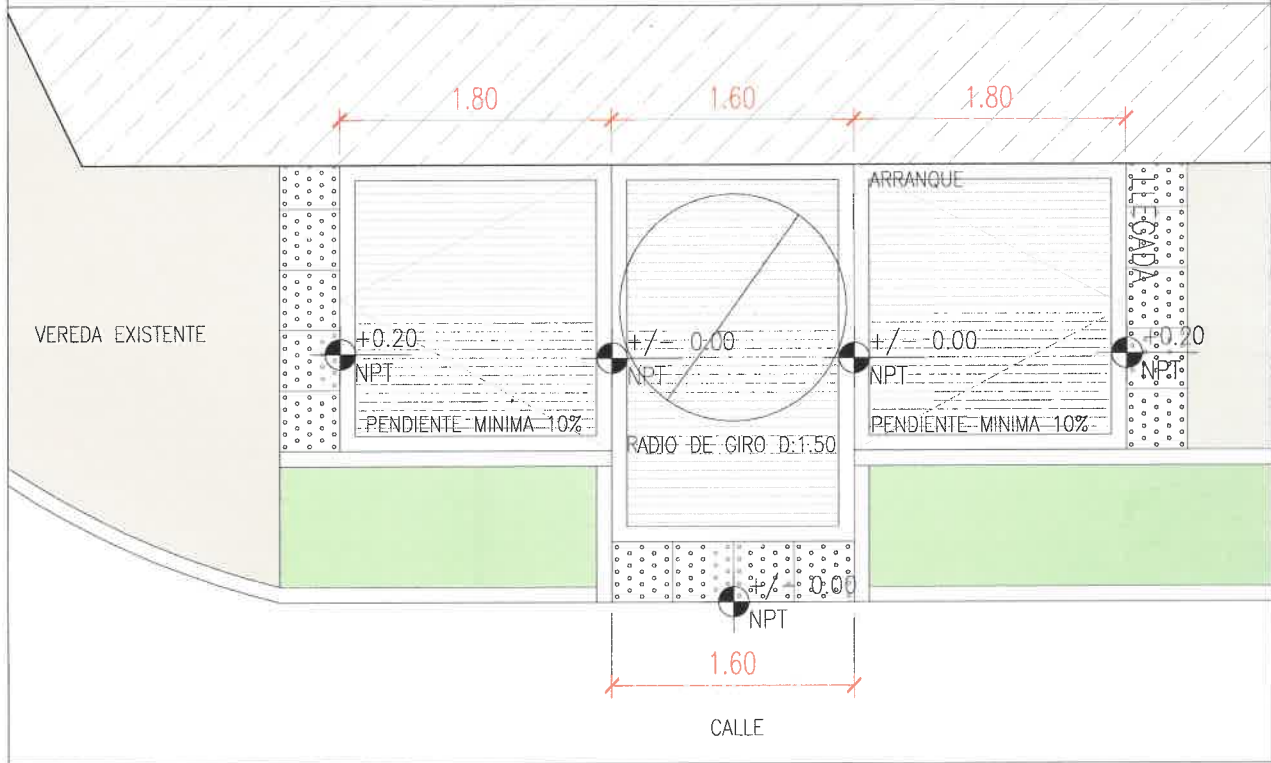 1.80
1.60
1.80
ARRANQUE
LLEGADA
VEREDA EXISTENTE
+0.20
NPT
+/- 0.00
NPT
+/- 0.00
NPT
+0.20
NPT
PENDIENTE MINIMA 10%
RADIO DE GIRO D:1.50
PENDIENTE MINIMA 10%
+/- 0.00
NPT
1.60
CALLE